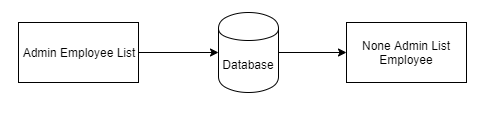 Admin Employee List
Database
None Admin List
Employee